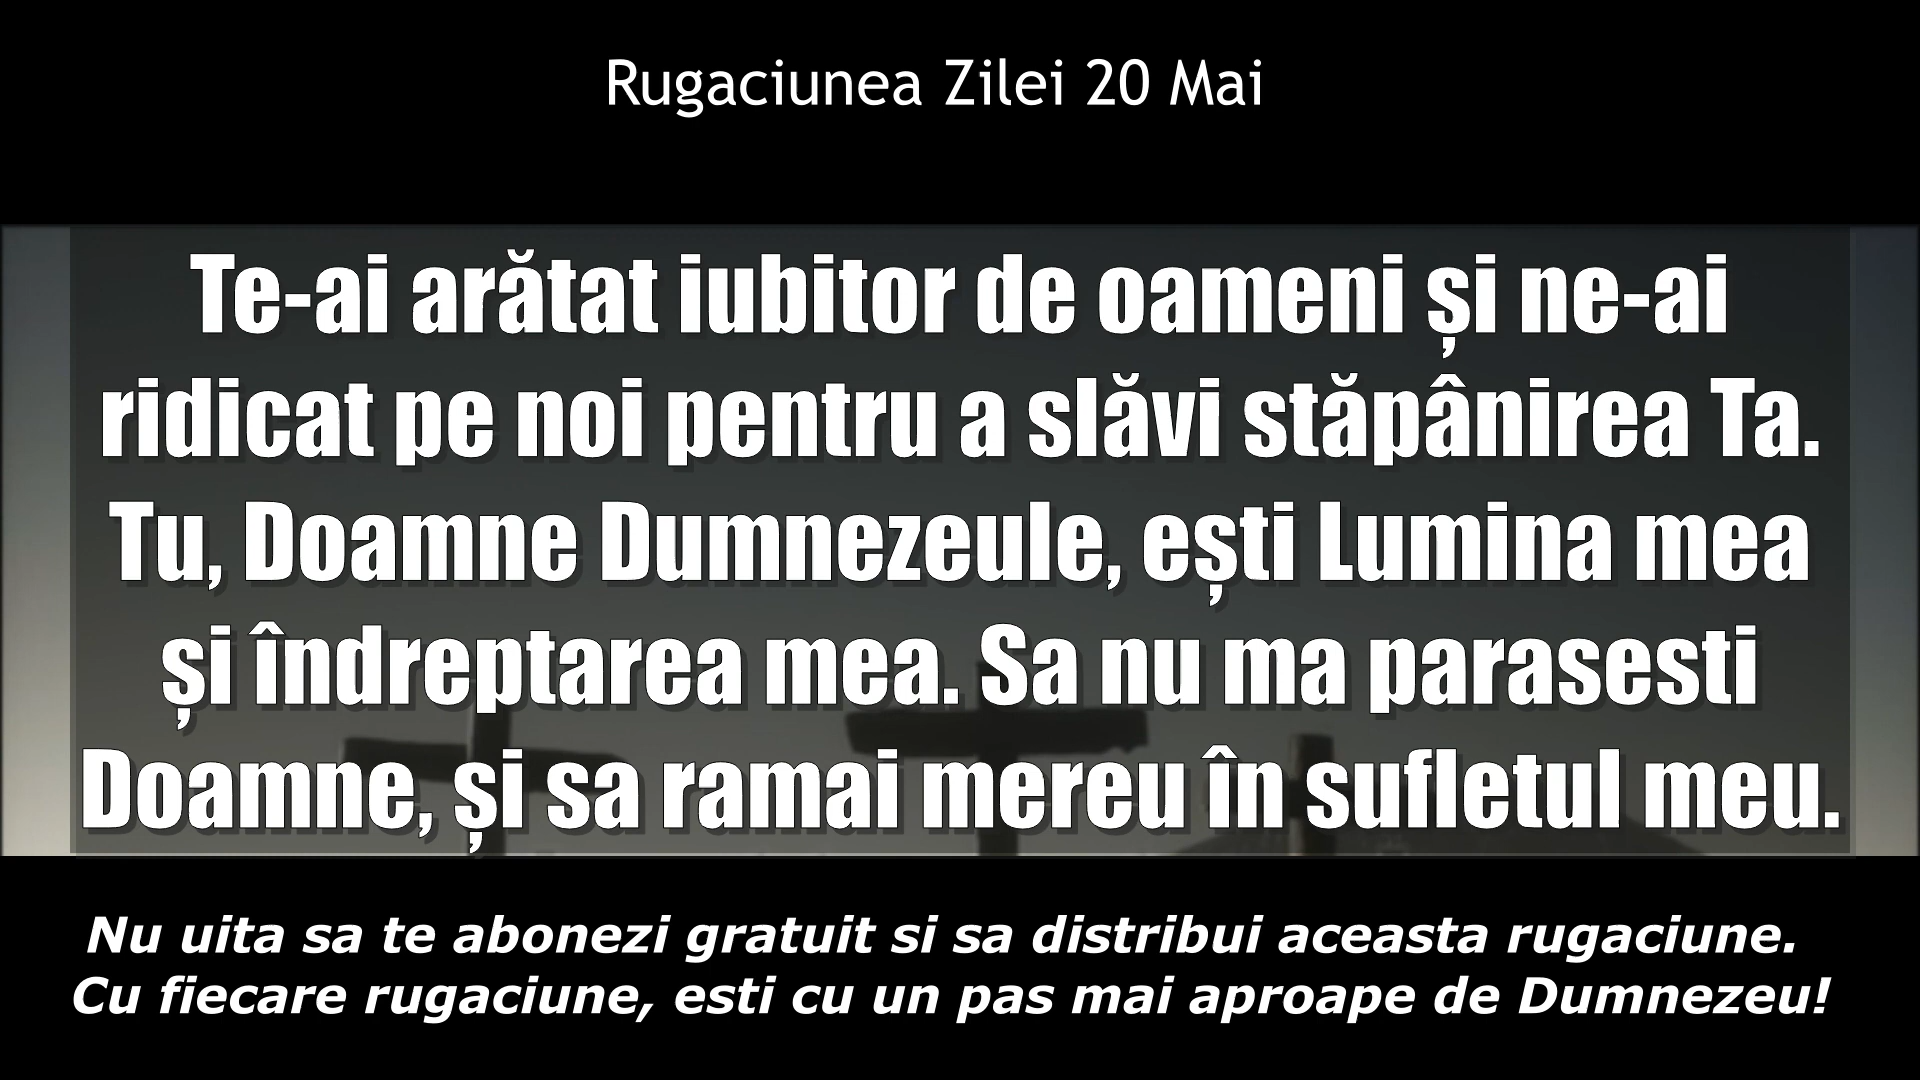 Rugaciunea Zilei 20 Mai
Te-ai arătat iubitor de oameni și ne-ai
ridicat pe noi pentru a slăvi stăpânirea Ta.
Tu, Doamne Dumnezeule, ești Lumina mea
și îndreptarea mea. Sa nu ma parasesti
Doamne, și sa ramai mereu în sufletul meu.
Nu uita sa te abonezi gratuit si sa distribui aceasta rugaciune.
Cu fiecare rugaciune, esti cu un pas mai aproape de Dumnezeu!